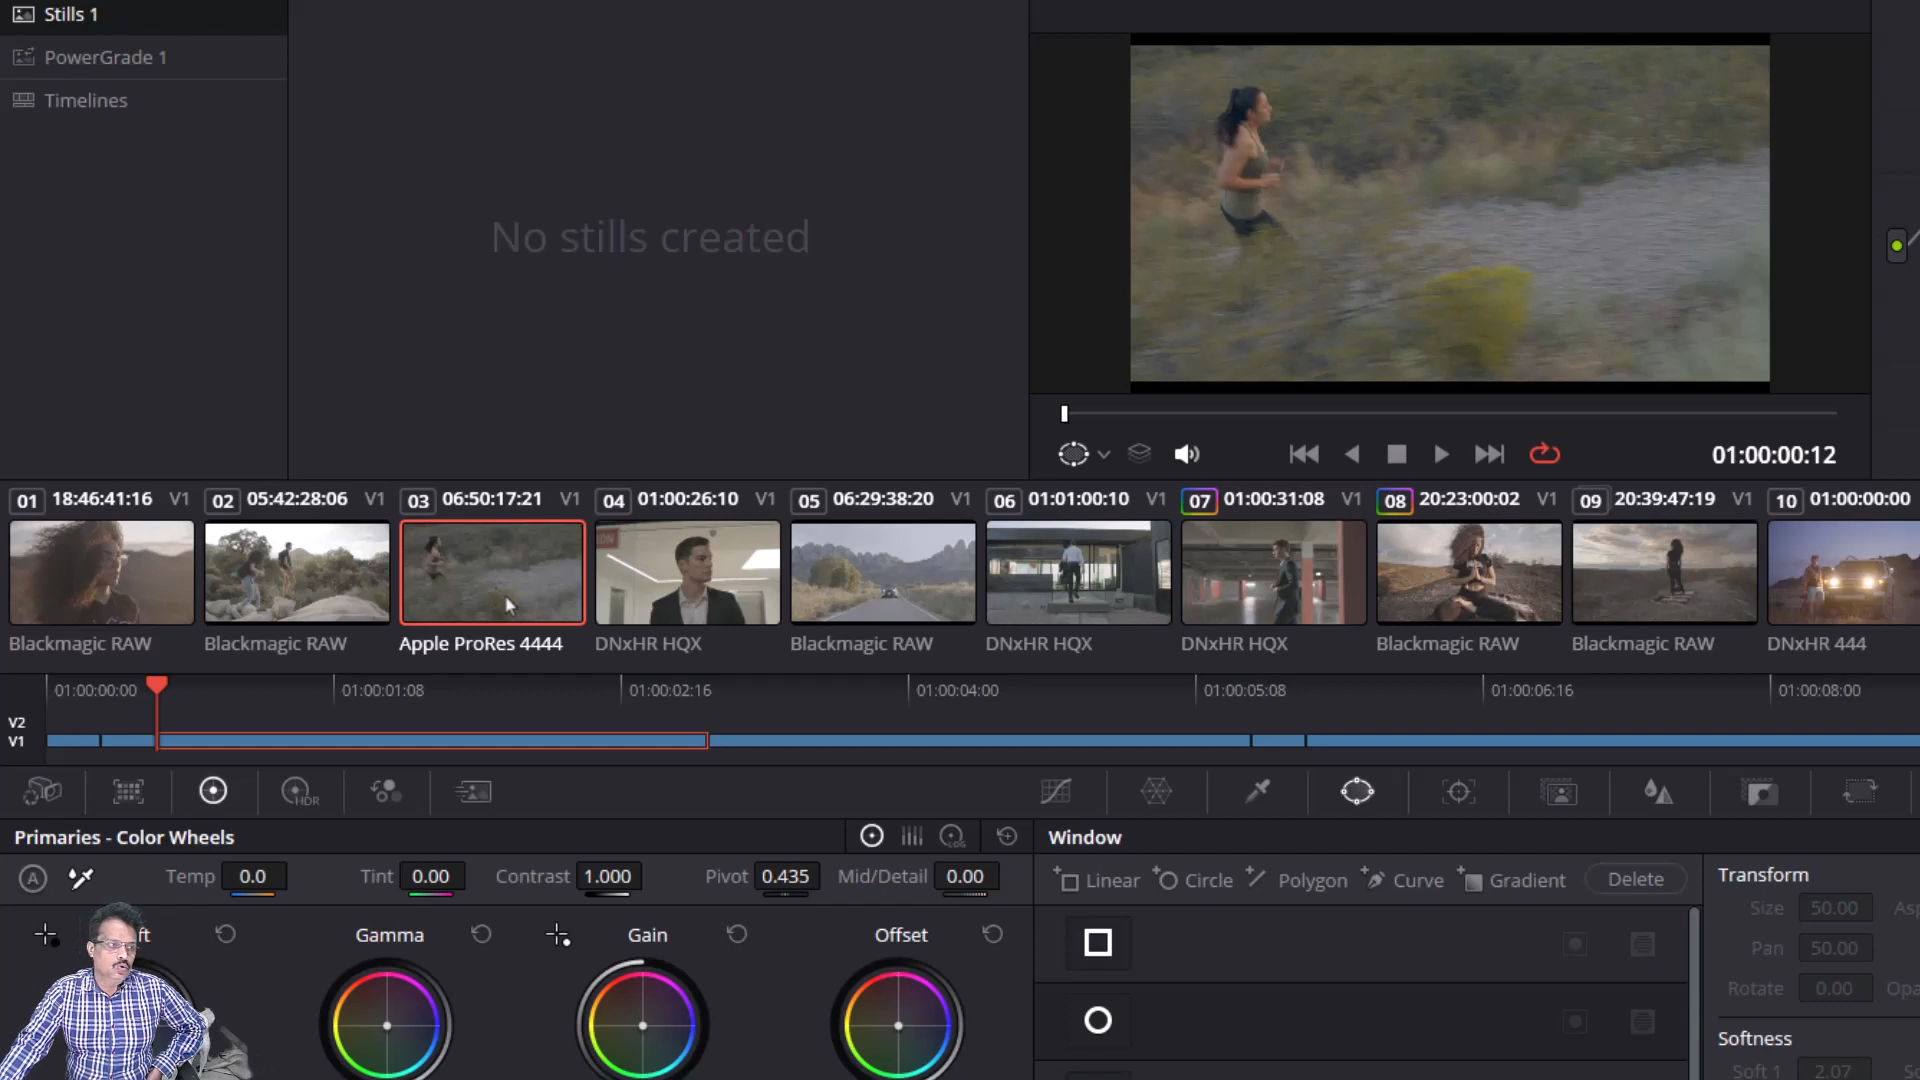 Stills 1
PowerGrade 1
Timelines
No stills created
01:00:00:12
01 18:46:41:16 V1
02 05:42:28:06 V1
03 06:50:17:21 V1
04 01:00:26:10 V1
05 06:29:38:20 V1
06 01:01:00:10 V1
07 01:00:31:08 V1
08 20:23:00:02 V1
09 20:39:47:19 V1
10 01:00:00:00
Blackmagic RAW
Blackmagic RAW
Apple ProRes 4444
DNxHR HQX
Blackmagic RAW
DNxHR HQX
DNxHR HQX
Blackmagic RAW
Blackmagic RAW
DNxHR 444
01:00:00:00
01:00:01:08
01:00:02:16
01:00:04:00
01:00:05:08
01:00:06:16
01:00:08:00
V2
V1
HDR
Primaries - Color Wheels
LOG
Window
A
Temp 0.0
Tint 0.00
Contrast 1.000
Pivot 0.435
Mid/Detail 0.00
Linear
Circle
Polygon
Curve
Gradient
Delete
Transform
Size 50.00
Pan 50.00
Rotate 0.00
Softness
Soft 1 2.07
Gamma
Gain
Offset